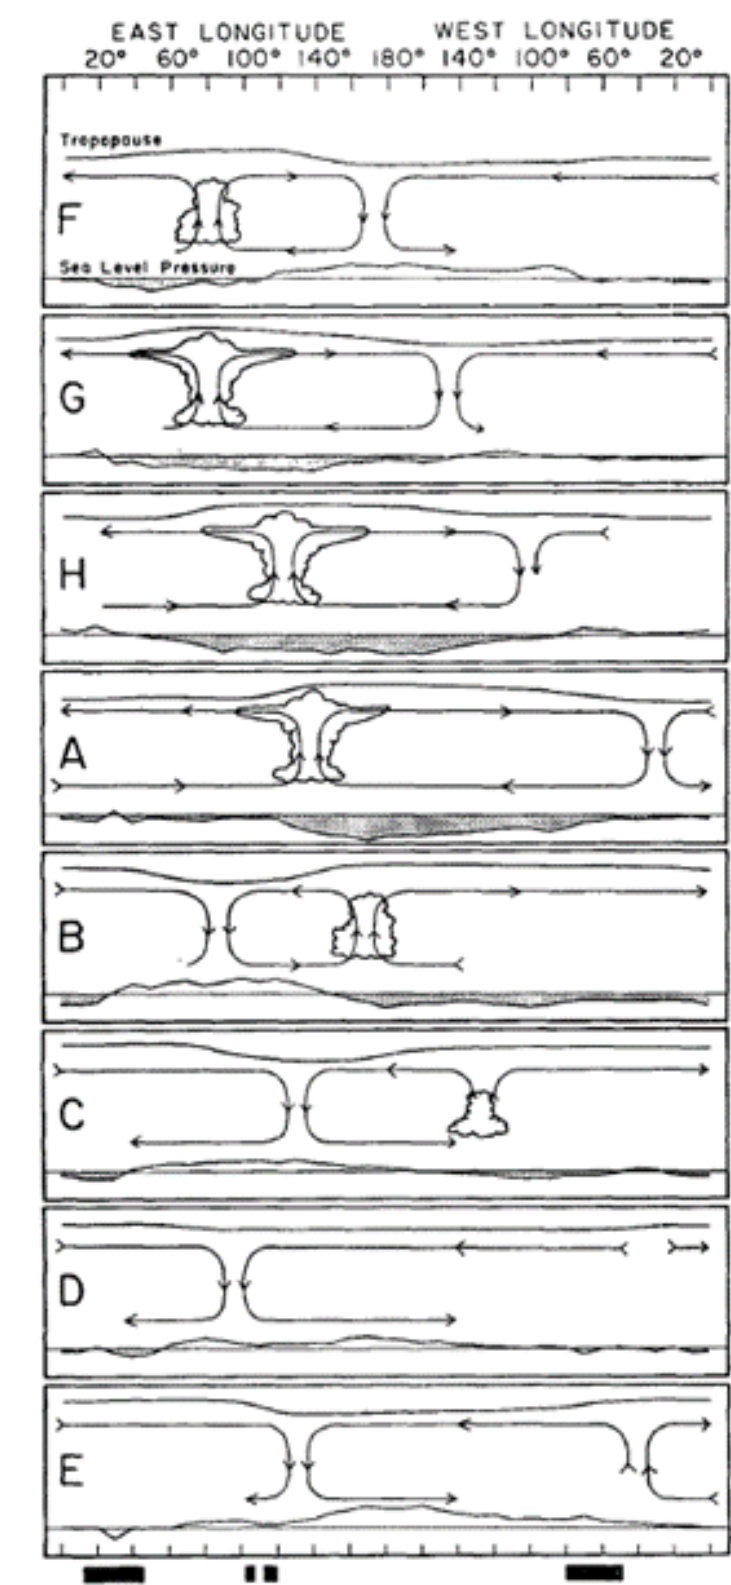 EAST LONGITUDE WEST LONGITUDE
20° 60° 100° 140° 180° 140° 100° 60° 20°
Tropopause
F
Sea Level Pressure
G
H
A
B
C
D
E